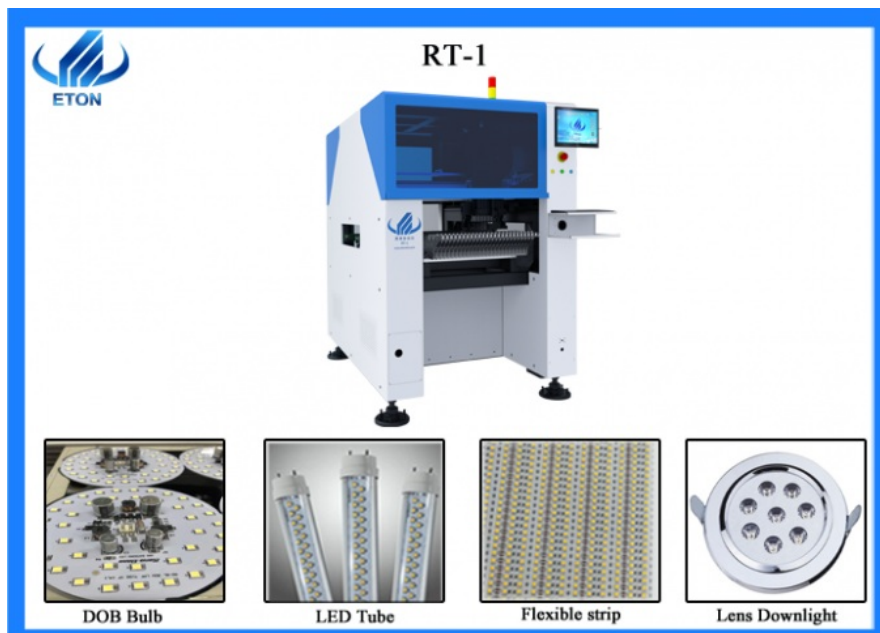 RT-1
ETON
DOB Bulb
LED Tube
Flexible strip
Lens Downlight